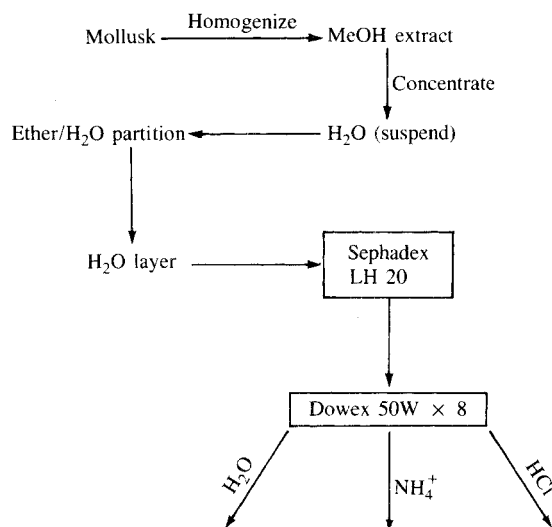 Homogenize
Mollusk
MeOH extract
Concentrate
Ether/H₂O partition
H₂O (suspend)
H₂O layer
Sephadex
LH 20
Dowex 50W × 8
H₂O
NH₄⁺
HCl